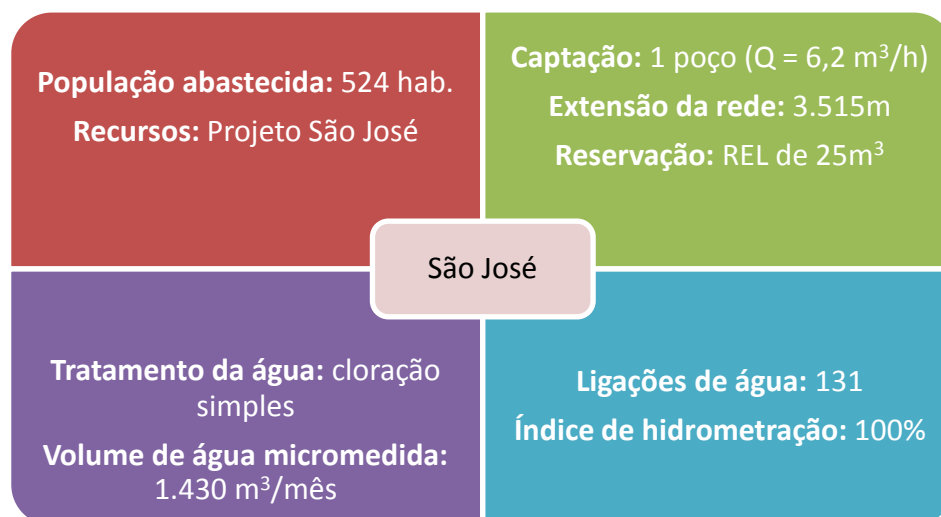 População abastecida: 524 hab.
Recursos: Projeto São José
Captação: 1 poço (Q = 6,2 m³/h)
Extensão da rede: 3.515m
Reservação: REL de 25m³
São José
Tratamento da água: cloração
simples
Volume de água micromedida:
1.430 m³/mês
Ligações de água: 131
Índice de hidrometração: 100%